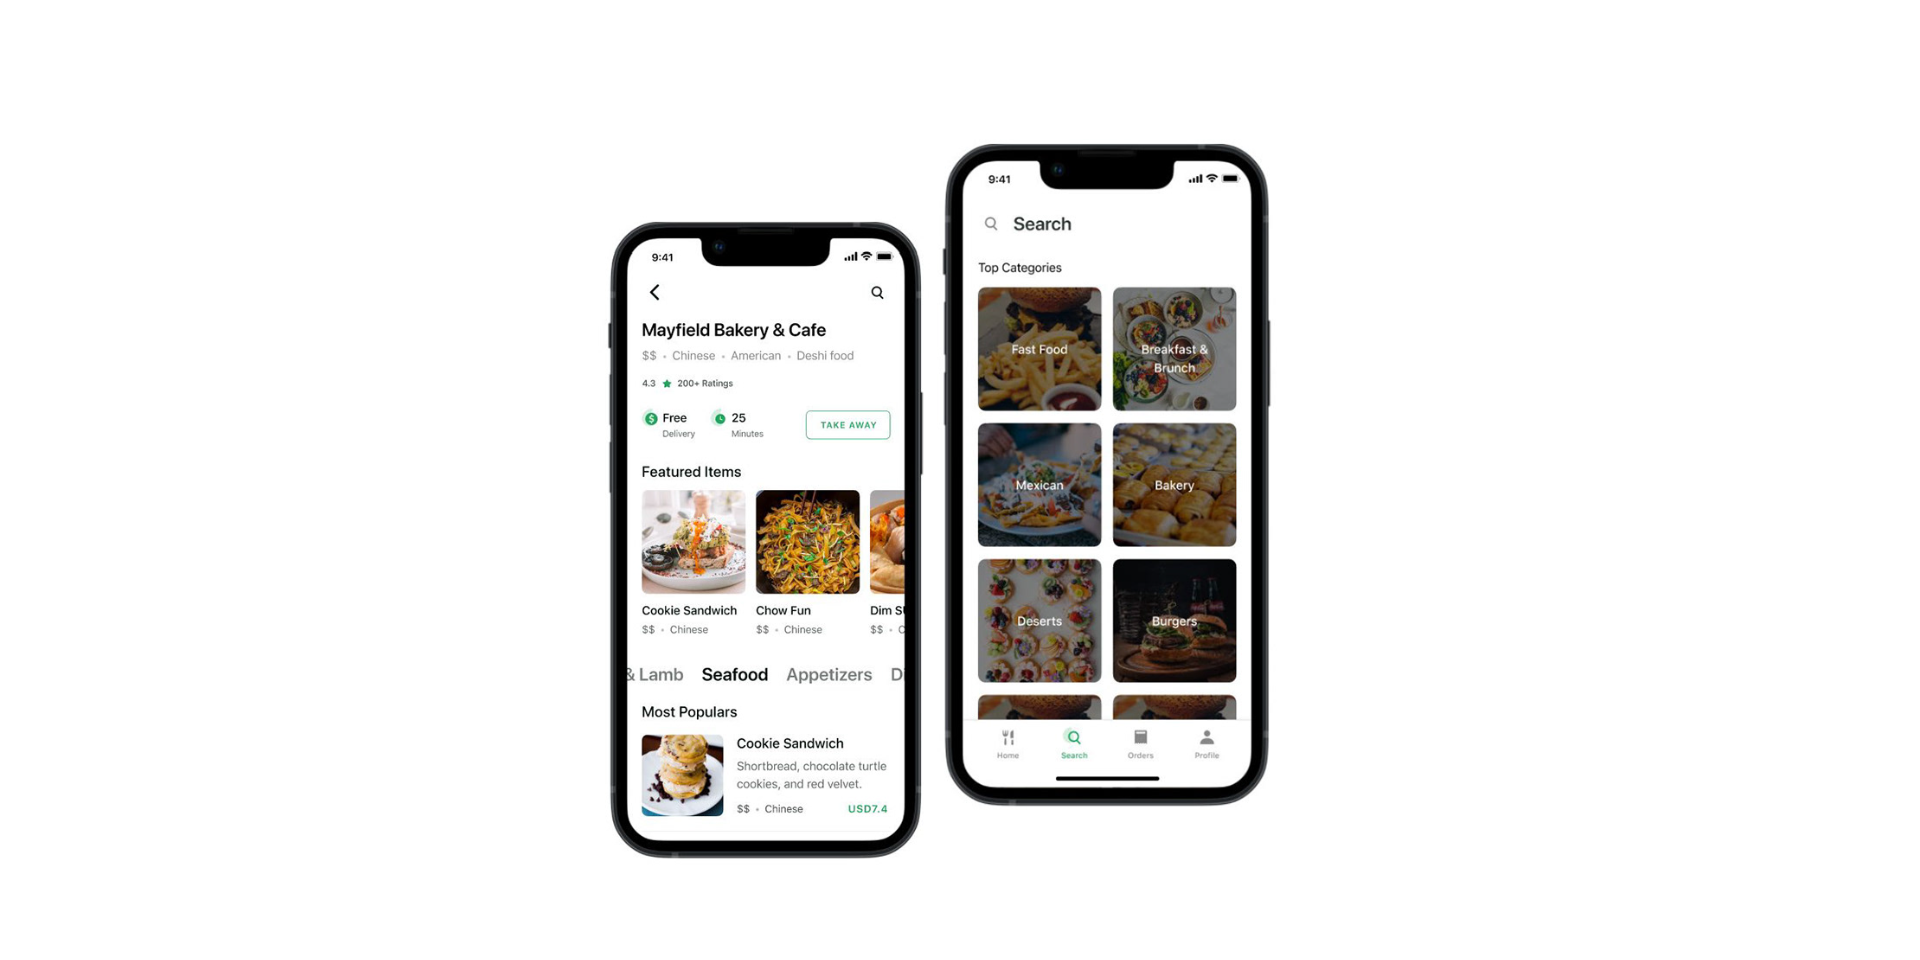 9:41
Mayfield Bakery & Cafe
$$ • Chinese • American • Deshi food
4.3 ★ 200+ Ratings
Free
Delivery
25
Minutes
TAKE AWAY
Featured Items
Cookie Sandwich
$$ • Chinese
Chow Fun
$$ • Chinese
Dim S
$$ • C
& Lamb Seafood Appetizers D
Most Populars
Cookie Sandwich
Shortbread, chocolate turtle
cookies, and red velvet.
$$ • Chinese USD7.4
9:41
Search
Top Categories
Fast Food
Breakfast &
Brunch
Mexican
Bakery
Deserts
Burgers
Home
Search
Orders
Profile